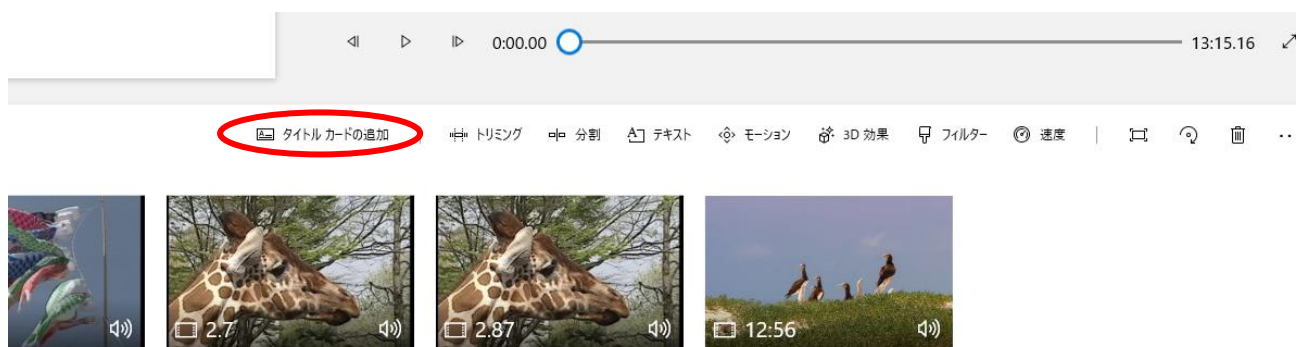 0:00.00 13:15.16
タイトル カードの追加 トリミング 分割 テキスト モーション 3D 効果 フィルター 速度
2.7 2.87 12:56